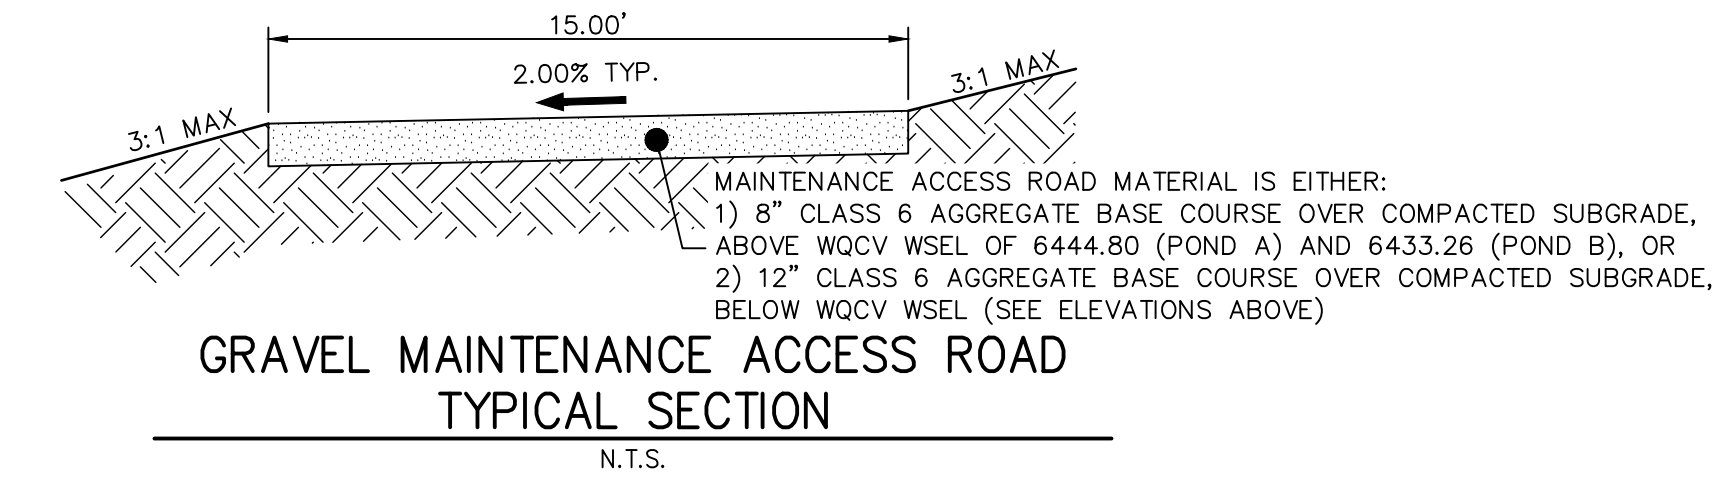 15.00'
2.00% TYP.
3:1 MAX
3:1 MAX
MAINTENANCE ACCESS ROAD MATERIAL IS EITHER:
1) 8" CLASS 6 AGGREGATE BASE COURSE OVER COMPACTED SUBGRADE,
ABOVE WQCV WSEL OF 6444.80 (POND A) AND 6433.26 (POND B), OR
2) 12" CLASS 6 AGGREGATE BASE COURSE OVER COMPACTED SUBGRADE,
BELOW WQCV WSEL (SEE ELEVATIONS ABOVE)
GRAVEL MAINTENANCE ACCESS ROAD
TYPICAL SECTION
N.T.S.